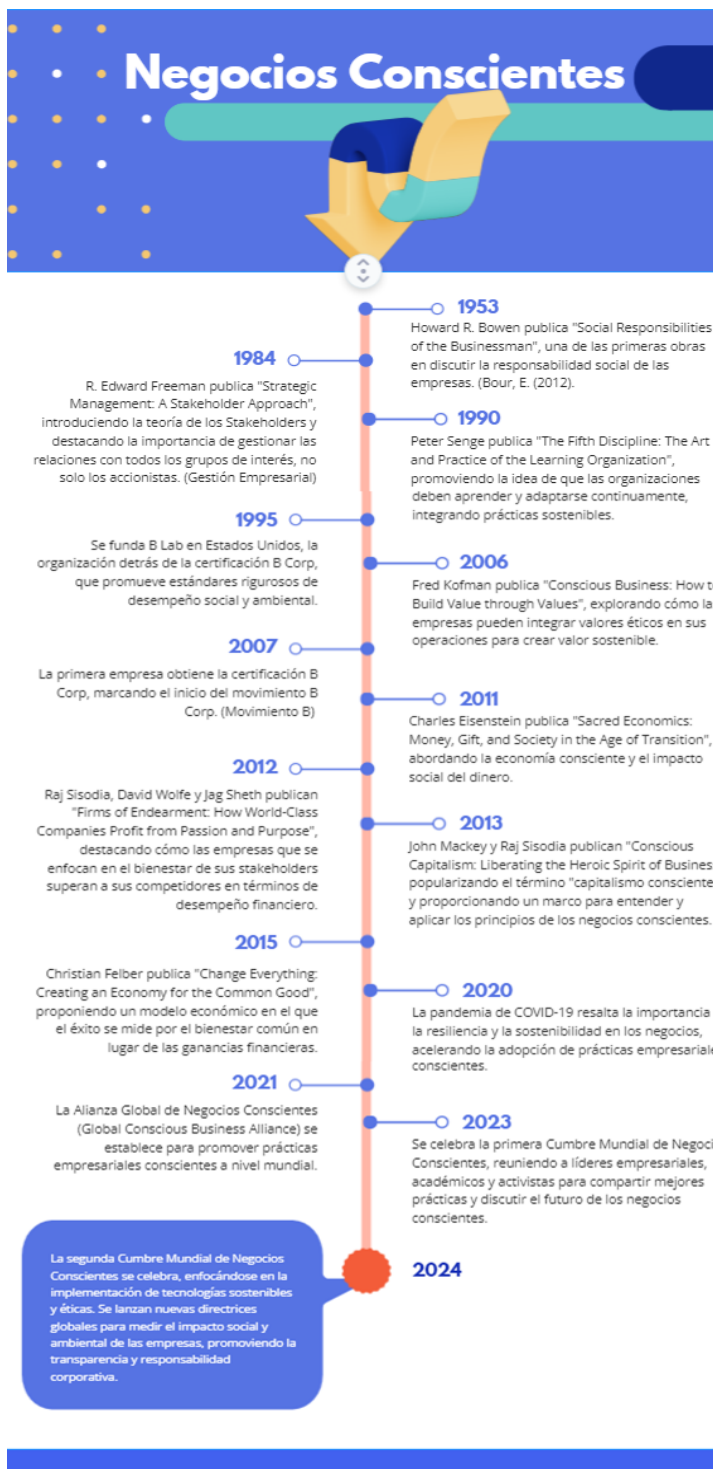 Negocios Conscientes
1953
Howard R. Bowen publica "Social Responsibilities
of the Businessman", una de las primeras obras
en discutir la responsabilidad social de las
empresas. (Bour, E. (2012).
1984
R. Edward Freeman publica "Strategic
Management: A Stakeholder Approach",
introduciendo la teoría de los Stakeholders y
destacando la importancia de gestionar las
relaciones con todos los grupos de interés, no
solo los accionistas. (Gestión Empresarial)
1990
Peter Senge publica "The Fifth Discipline: The Art
and Practice of the Learning Organization",
promoviendo la idea de que las organizaciones
deben aprender y adaptarse continuamente,
integrando prácticas sostenibles.
1995
Se funda B Lab en Estados Unidos, la
organización detrás de la certificación B Corp,
que promueve estándares rigurosos de
desempeño social y ambiental.
2006
Fred Kofman publica "Conscious Business: How
Build Value through Values", explorando cómo la
empresas pueden integrar valores éticos en sus
operaciones para crear valor sostenible.
2007
La primera empresa obtiene la certificación B
Corp, marcando el inicio del movimiento B
Corp. (Movimiento B)
2011
Charles Eisenstein publica "Sacred Economics:
Money, Gift, and Society in the Age of Transition",
abordando la economía consciente y el impacto
social del dinero.
2012
Raj Sisodia, David Wolfe y Jag Sheth publican
"Firms of Endearment: How World-Class
Companies Profit from Passion and Purpose",
destacando cómo las empresas que se
enfocan en el bienestar de sus stakeholders
superan a sus competidores en términos de
desempeño financiero.
2013
John Mackey y Raj Sisodia publican "Conscious
Capitalism: Liberating the Heroic Spirit of Busines
popularizando el término "capitalismo consciente
y proporcionando un marco para entender y
aplicar los principios de los negocios conscientes.
2015
Christian Felber publica "Change Everything:
Creating an Economy for the Common Good",
proponiendo un modelo económico en el que
el éxito se mide por el bienestar común en
lugar de las ganancias financieras.
2020
La pandemia de COVID-19 resalta la importancia
la resiliencia y la sostenibilidad en los negocios,
acelerando la adopción de prácticas empresariale
conscientes.
2021
La Alianza Global de Negocios Conscientes
(Global Conscious Business Alliance) se
establece para promover prácticas
empresariales conscientes a nivel mundial.
2023
Se celebra la primera Cumbre Mundial de Negoci
Conscientes, reuniendo a líderes empresariales,
académicos y activistas para compartir mejores
prácticas y discutir el futuro de los negocios
conscientes.
2024
La segunda Cumbre Mundial de Negocios
Conscientes se celebra, enfocándose en la
implementación de tecnologías sostenibles
y éticas. Se lanzan nuevas directrices
globales para medir el impacto social y
ambiental de las empresas, promoviendo la
transparencia y responsabilidad
corporativa.